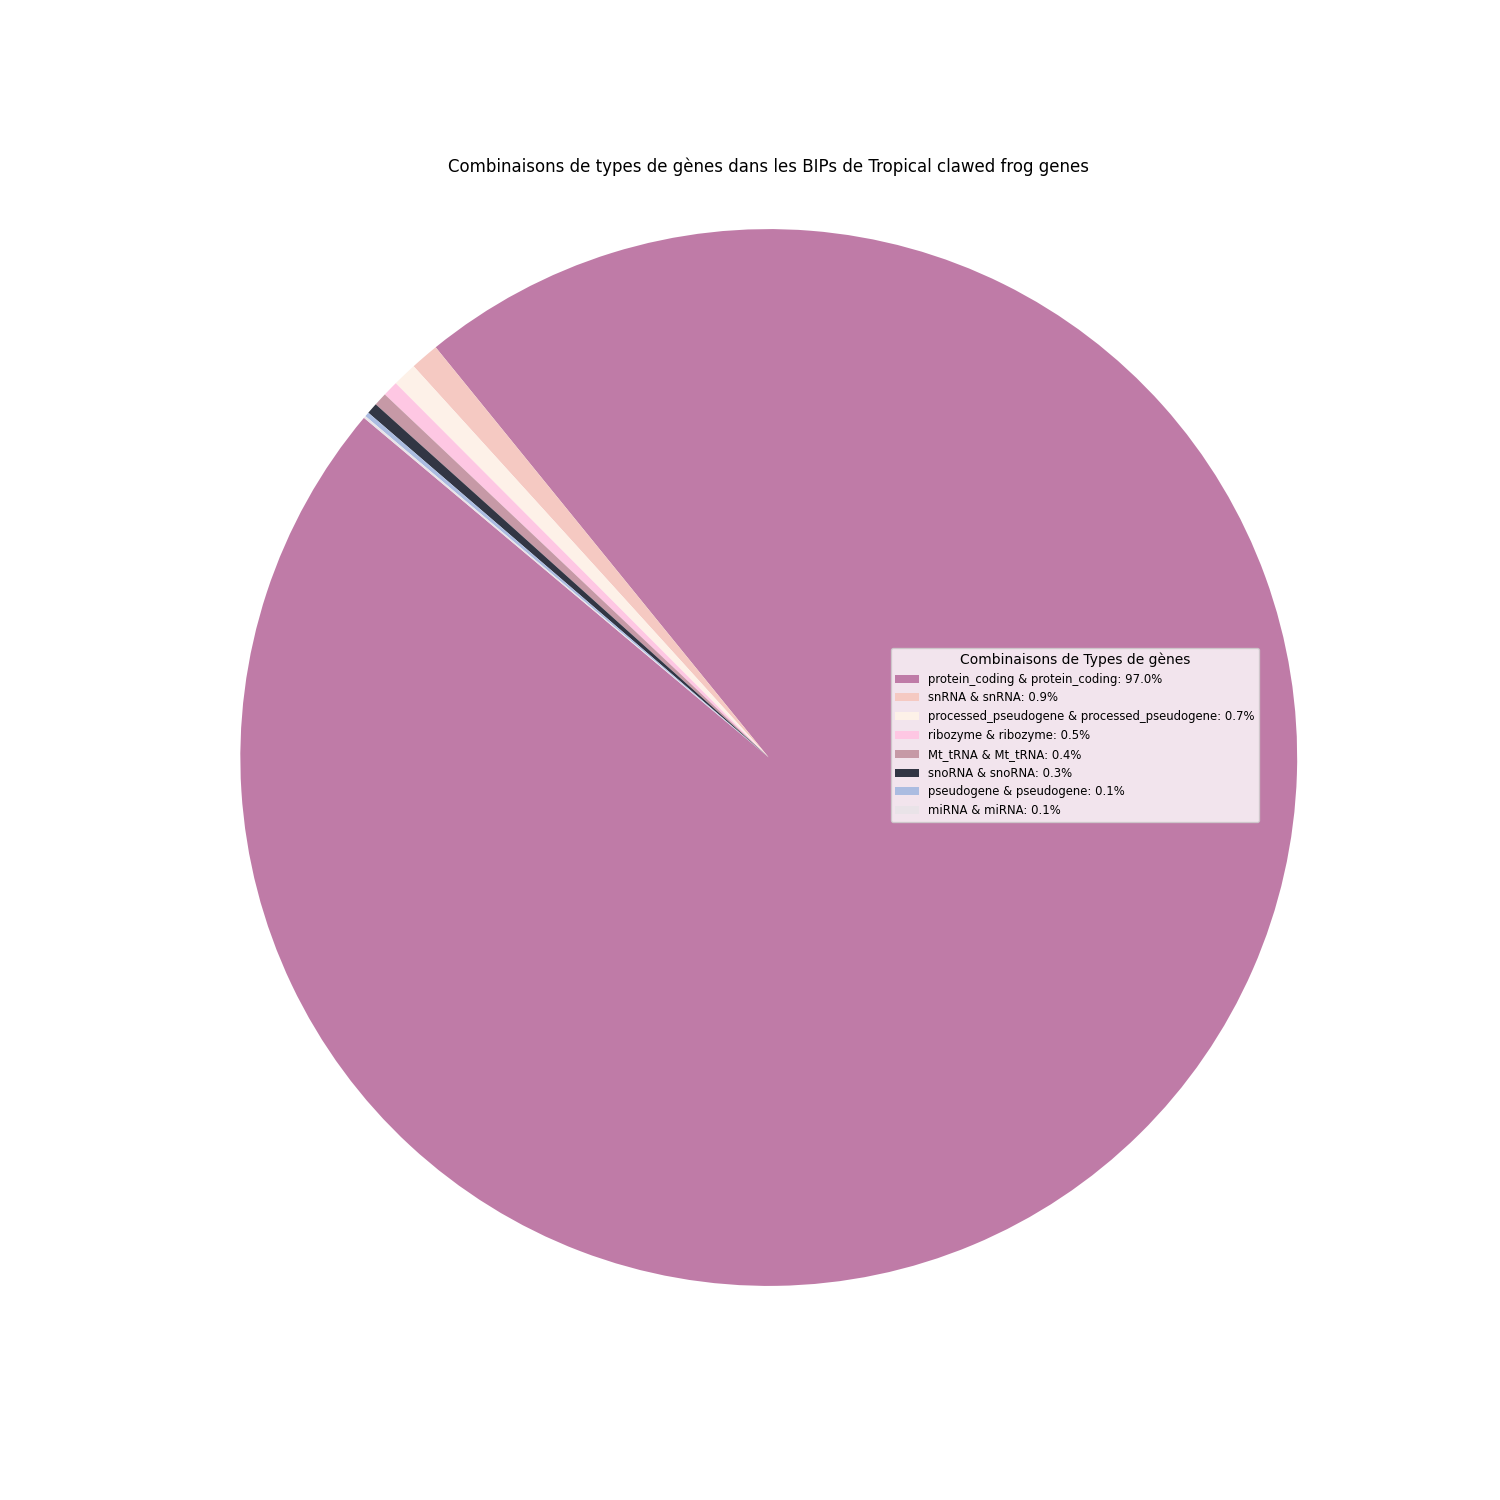 Combinaisons de types de gènes dans les BIPs de Tropical clawed frog genes
Combinaisons de Types de gènes
protein_coding & protein_coding: 97.0%
snRNA & snRNA: 0.9%
processed_pseudogene & processed_pseudogene: 0.7%
ribozyme & ribozyme: 0.5%
Mt_tRNA & Mt_tRNA: 0.4%
snoRNA & snoRNA: 0.3%
pseudogene & pseudogene: 0.1%
miRNA & miRNA: 0.1%